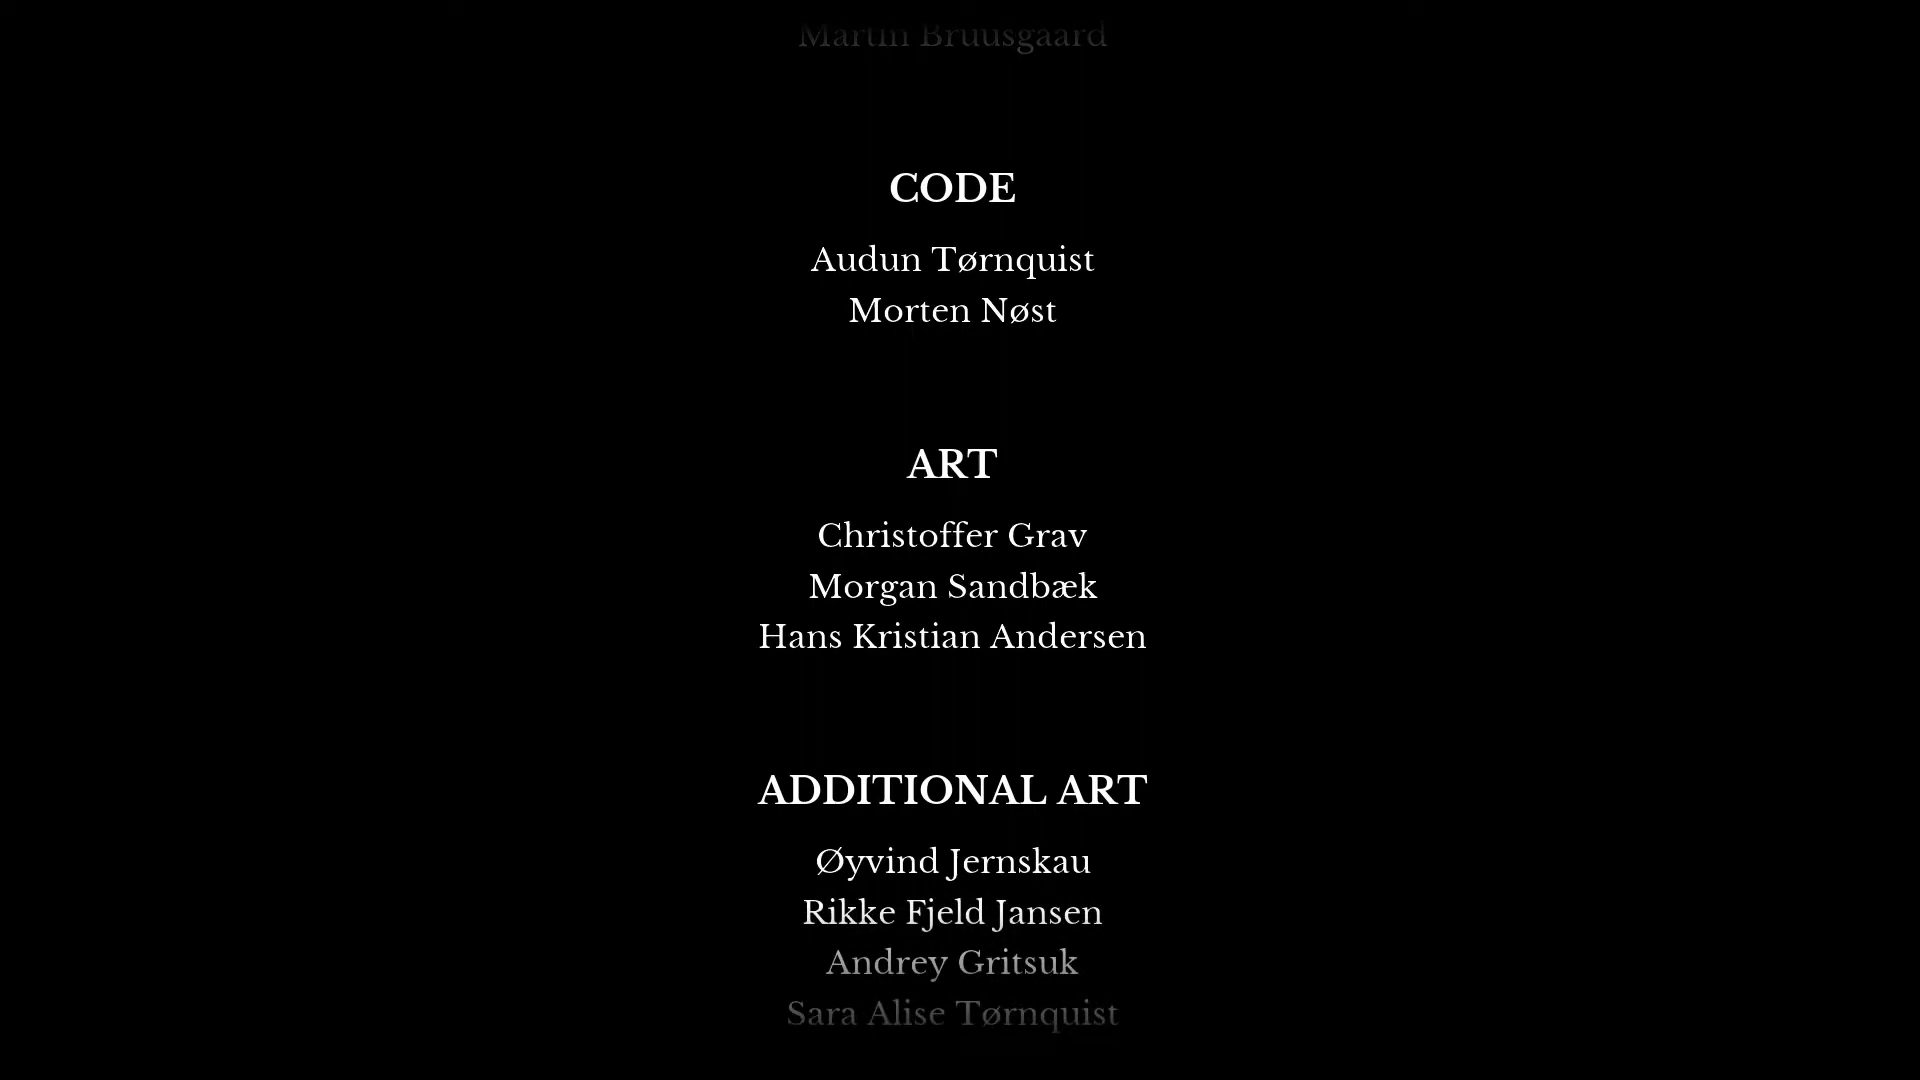 Martin Bruusgaard
CODE
Audun Tørnquist
Morten Nøst
ART
Christoffer Grav
Morgan Sandbæk
Hans Kristian Andersen
ADDITIONAL ART
Øyvind Jernskau
Rikke Fjeld Jansen
Andrey Gritsuk
Sara Alise Tørnquist